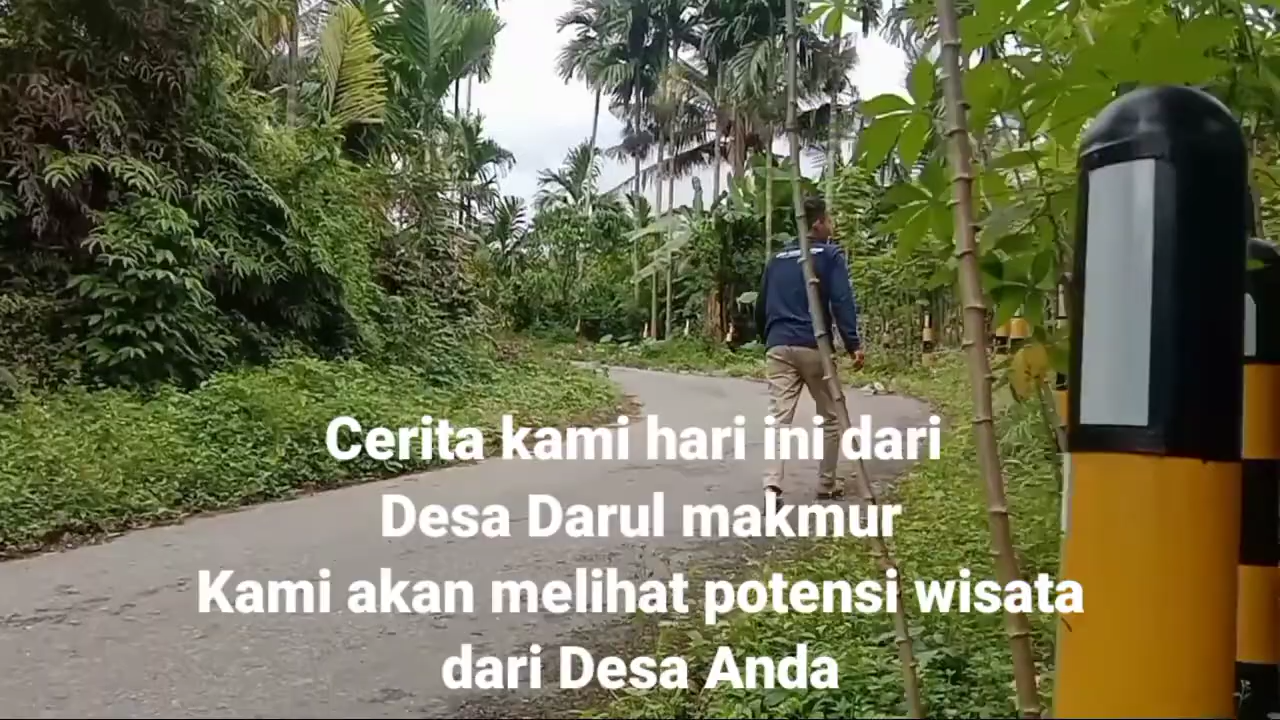 Cerita kami hari ini dari
Desa Darul makmur
Kami akan melihat potensi wisata
dari Desa Anda